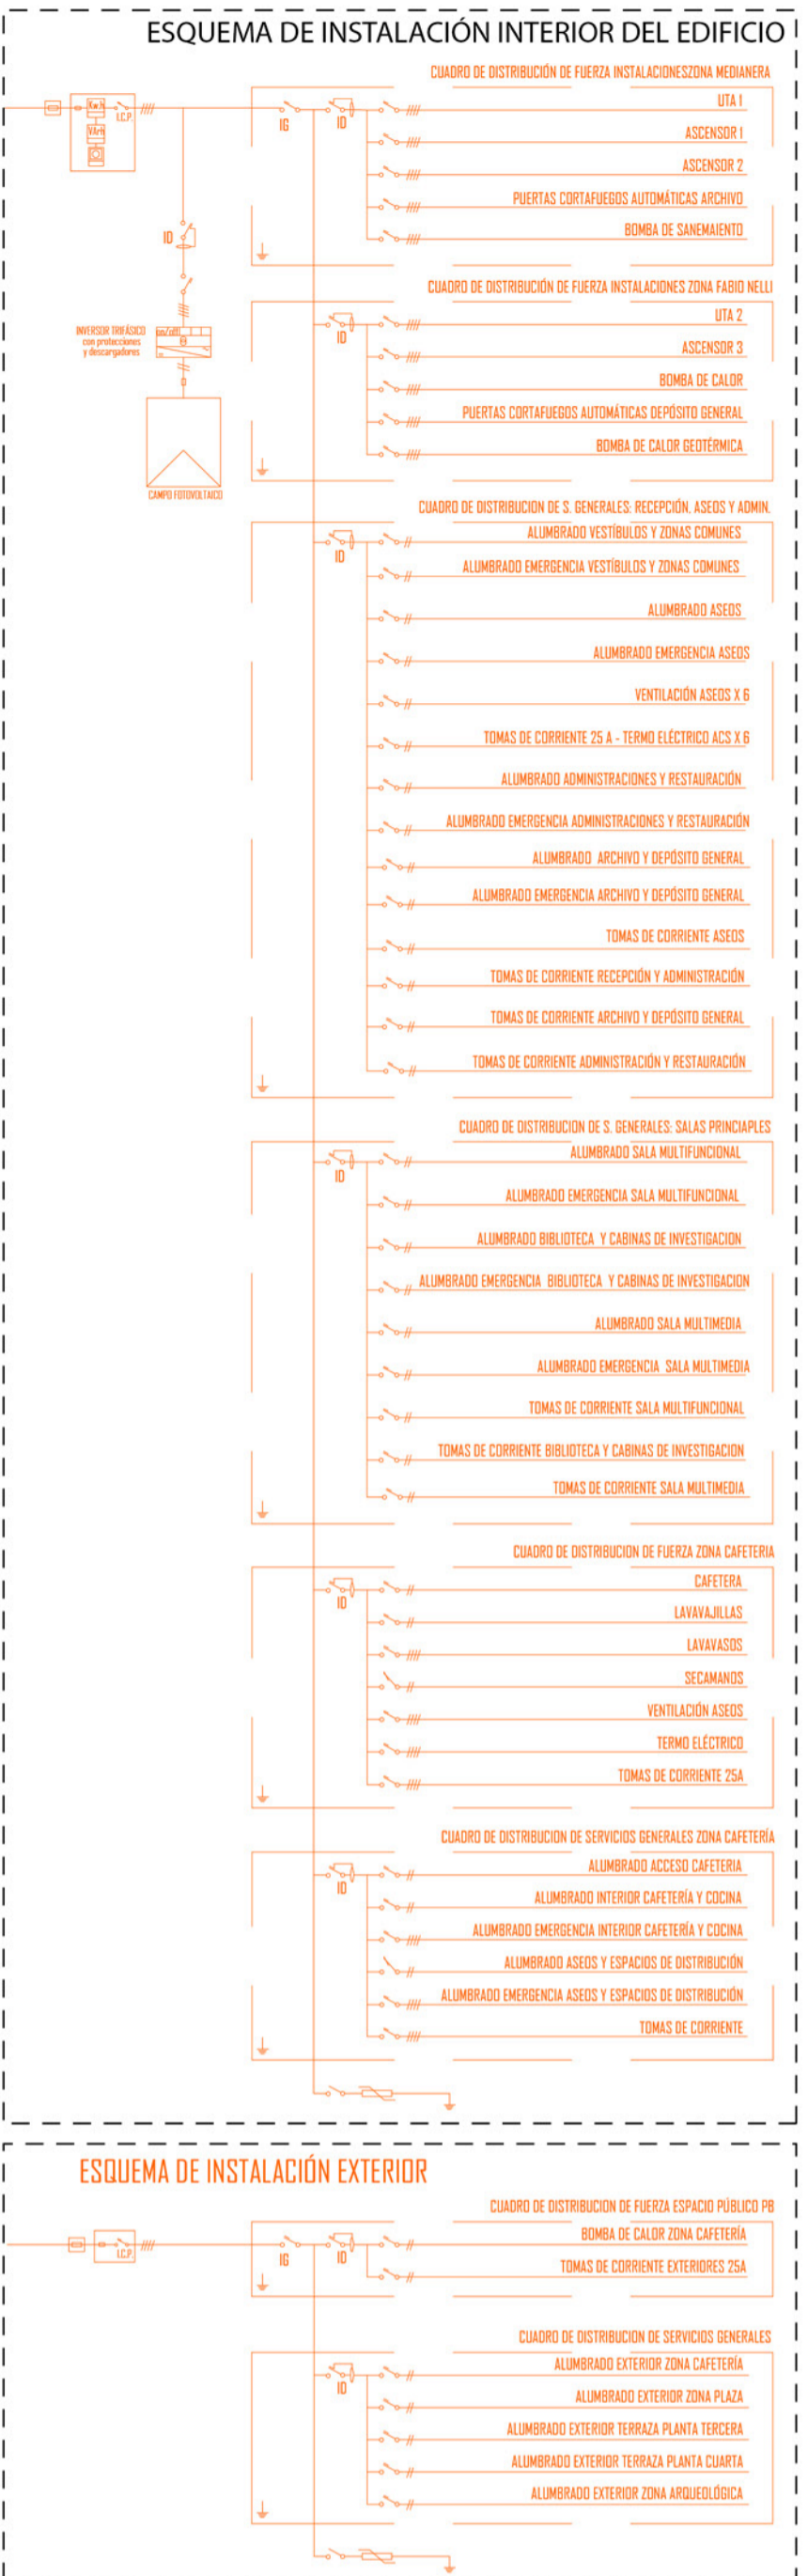 ESQUEMA DE INSTALACIÓN INTERIOR DEL EDIFICIO
CUADRO DE DISTRIBUCIÓN DE FUERZA INSTALACIONESZONA MEDIANERA
Kw.h
I.C.P.
VArh
IG
ID
UTA 1
ASCENSOR 1
ASCENSOR 2
PUERTAS CORTAFUEGOS AUTOMÁTICAS ARCHIVO
BOMBA DE SANEMAIENTO
ID
INVERSOR TRIFÁSICO
con protecciones
y descargadores
on/off
CAMPO FOTOVOLTAICO
CUADRO DE DISTRIBUCIÓN DE FUERZA INSTALACIONES ZONA FABIO NELLI
ID
UTA 2
ASCENSOR 3
BOMBA DE CALOR
PUERTAS CORTAFUEGOS AUTOMÁTICAS DEPÓSITO GENERAL
BOMBA DE CALOR GEOTÉRMICA
CUADRO DE DISTRIBUCION DE S. GENERALES: RECEPCIÓN. ASEOS Y ADMIN.
ID
ALUMBRADO VESTÍBULOS Y ZONAS COMUNES
ALUMBRADO EMERGENCIA VESTÍBULOS Y ZONAS COMUNES
ALUMBRADO ASEOS
ALUMBRADO EMERGENCIA ASEOS
VENTILACIÓN ASEOS X 6
TOMAS DE CORRIENTE 25 A - TERMO ELÉCTRICO ACS X 6
ALUMBRADO ADMINISTRACIONES Y RESTAURACIÓN
ALUMBRADO EMERGENCIA ADMINISTRACIONES Y RESTAURACIÓN
ALUMBRADO ARCHIVO Y DEPÓSITO GENERAL
ALUMBRADO EMERGENCIA ARCHIVO Y DEPÓSITO GENERAL
TOMAS DE CORRIENTE ASEOS
TOMAS DE CORRIENTE RECEPCIÓN Y ADMINISTRACIÓN
TOMAS DE CORRIENTE ARCHIVO Y DEPÓSITO GENERAL
TOMAS DE CORRIENTE ADMINISTRACIÓN Y RESTAURACIÓN
CUADRO DE DISTRIBUCION DE S. GENERALES: SALAS PRINCIAPLES
ID
ALUMBRADO SALA MULTIFUNCIONAL
ALUMBRADO EMERGENCIA SALA MULTIFUNCIONAL
ALUMBRADO BIBLIOTECA Y CABINAS DE INVESTIGACION
ALUMBRADO EMERGENCIA BIBLIOTECA Y CABINAS DE INVESTIGACION
ALUMBRADO SALA MULTIMEDIA
ALUMBRADO EMERGENCIA SALA MULTIMEDIA
TOMAS DE CORRIENTE SALA MULTIFUNCIONAL
TOMAS DE CORRIENTE BIBLIOTECA Y CABINAS DE INVESTIGACION
TOMAS DE CORRIENTE SALA MULTIMEDIA
CUADRO DE DISTRIBUCION DE FUERZA ZONA CAFETERIA
ID
CAFETERA
LAVAVAJILLAS
LAVAVASOS
SECAMANOS
VENTILACIÓN ASEOS
TERMO ELÉCTRICO
TOMAS DE CORRIENTE 25A
CUADRO DE DISTRIBUCION DE SERVICIOS GENERALES ZONA CAFETERÍA
ID
ALUMBRADO ACCESO CAFETERIA
ALUMBRADO INTERIOR CAFETERÍA Y COCINA
ALUMBRADO EMERGENCIA INTERIOR CAFETERÍA Y COCINA
ALUMBRADO ASEOS Y ESPACIOS DE DISTRIBUCIÓN
ALUMBRADO EMERGENCIA ASEOS Y ESPACIOS DE DISTRIBUCIÓN
TOMAS DE CORRIENTE
ESQUEMA DE INSTALACIÓN EXTERIOR
CUADRO DE DISTRIBUCION DE FUERZA ESPACIO PÚBLICO PB
I.C.P.
IG
ID
BOMBA DE CALOR ZONA CAFETERÍA
TOMAS DE CORRIENTE EXTERIORES 25A
CUADRO DE DISTRIBUCION DE SERVICIOS GENERALES
ID
ALUMBRADO EXTERIOR ZONA CAFETERÍA
ALUMBRADO EXTERIOR ZONA PLAZA
ALUMBRADO EXTERIOR TERRAZA PLANTA TERCERA
ALUMBRADO EXTERIOR TERRAZA PLANTA CUARTA
ALUMBRADO EXTERIOR ZONA ARQUEOLÓGICA